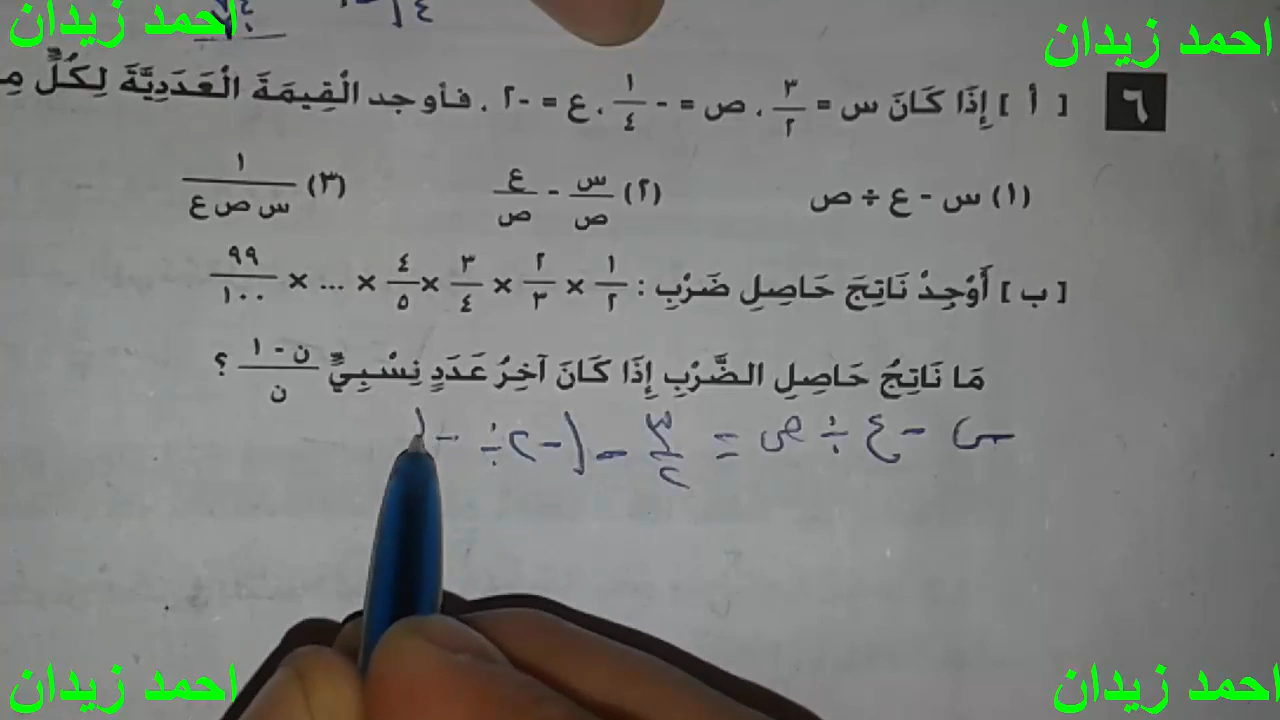 احمد زيدان
احمد زيدان
٦ [ أ ] إِذَا كَانَ س = ٣/٢ ، ص = - ١/٤ ، ع = -٢ ، فأوجد الْقِيمَةَ الْعَدَدِيَّةَ لِكُلٍّ
(١) س - ع ÷ ص (٢) س/ص - ع/ص (٣) ١/س ص ع
[ ب ] أَوْجِدْ نَاتِجَ حَاصِلِ ضَرْبِ : ١/٢ × ٢/٣ × ٣/٤ × ٤/٥ × ... × ٩٩/١٠٠
مَا نَاتِجُ حَاصِلِ الضَّرْبِ إِذَا كَانَ آخِرُ عَدَدٍ نِسْبِيٍّ ن - ١/ن ؟
س - ع ÷ ص = ٣/٢ - (-٢ ÷ -١
احمد زيدان
احمد زيدان